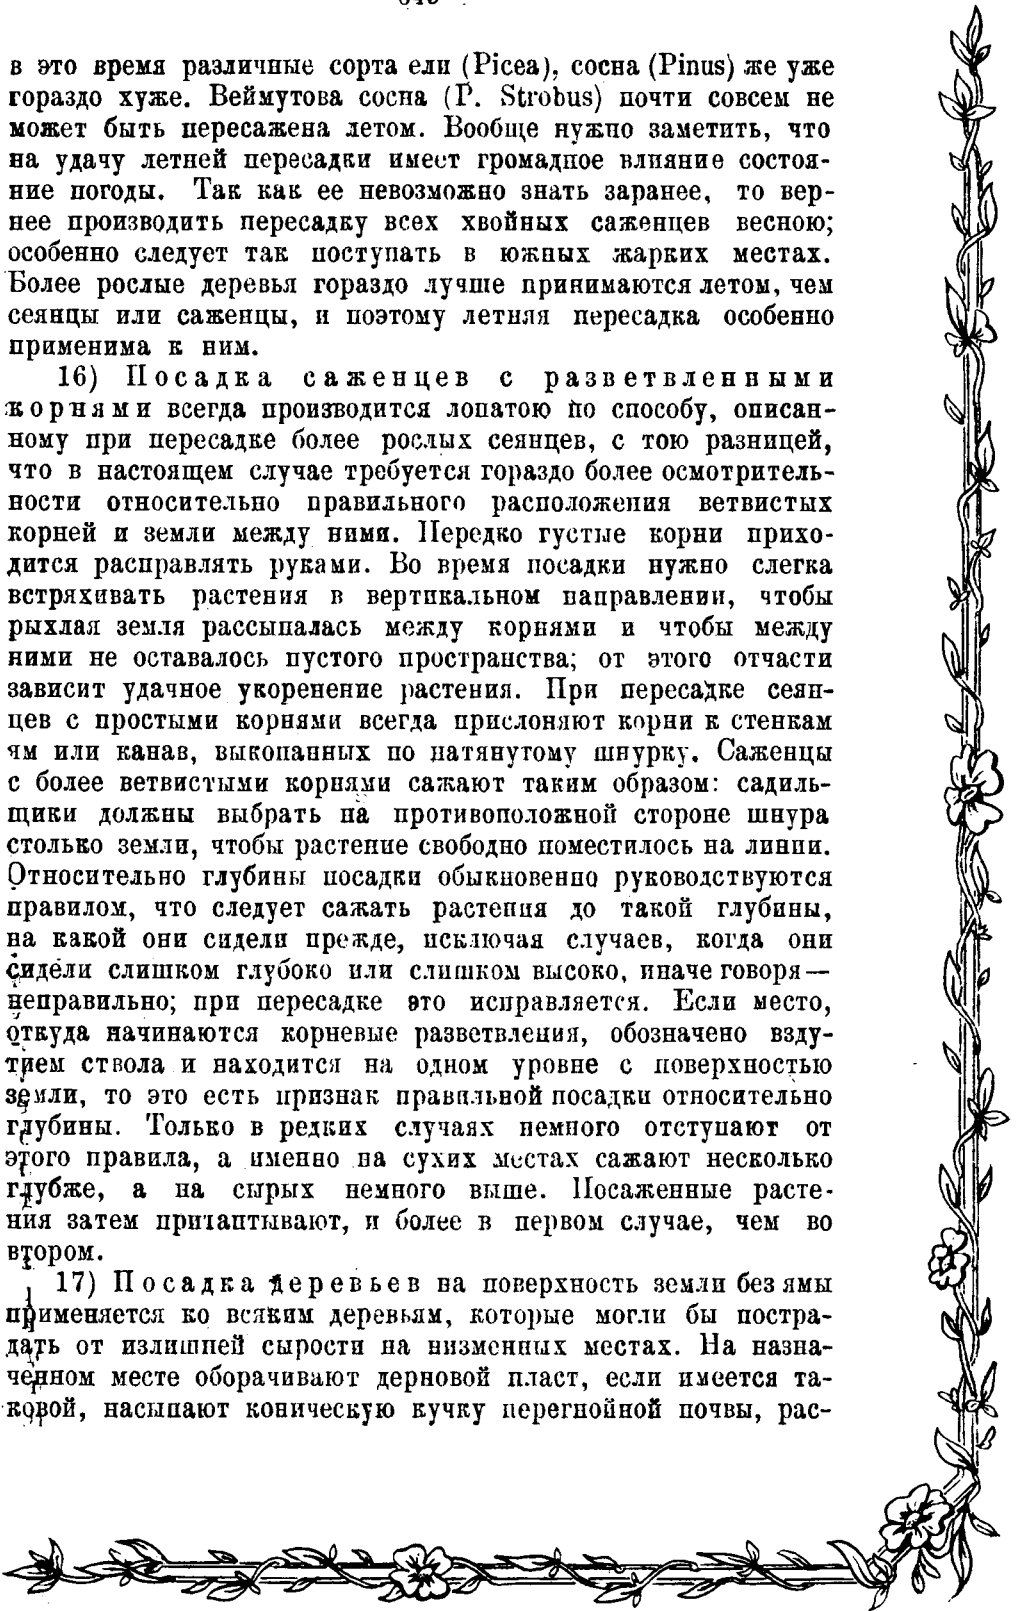 в это время различные сорта ели (Picea), сосна (Pinus) же уже
гораздо хуже. Веймутова сосна (P. Strobus) почти совсем не
может быть пересажена летом. Вообще нужно заметить, что
на удачу летней пересадки имеет громадное влияние состоя-
ние погоды. Так как ее невозможно знать заранее, то вер-
нее производить пересадку всех хвойных саженцев весною;
особенно следует так поступать в южных жарких местах.
Более рослые деревья гораздо лучше принимаются летом, чем
сеянцы или саженцы, и поэтому летняя пересадка особенно
применима к ним.
16) Посадка саженцев с разветвленными
корнями всегда производится лопатою по способу, описан-
ному при пересадке более рослых сеянцев, с тою разницей,
что в настоящем случае требуется гораздо более осмотритель-
ности относительно правильного расположения ветвистых
корней и земли между ними. Нередко густые корни прихо-
дится расправлять руками. Во время посадки нужно слегка
встряхивать растения в вертикальном направлении, чтобы
рыхлая земля рассыпалась между корнями и чтобы между
ними не оставалось пустого пространства; от этого отчасти
зависит удачное укоренение растения. При пересадке сеян-
цев с простыми корнями всегда прислоняют корни к стенкам
ям или канав, выкопанных по натянутому шнурку. Саженцы
с более ветвистыми корнями сажают таким образом: садиль-
щики должны выбрать на противоположной стороне шнура
столько земли, чтобы растение свободно поместилось на линии.
Относительно глубины посадки обыкновенно руководствуются
правилом, что следует сажать растения до такой глубины,
на какой они сидели прежде, исключая случаев, когда они
сидели слишком глубоко или слишком высоко, иначе говоря—
неправильно; при пересадке это исправляется. Если место,
откуда начинаются корневые разветвления, обозначено взду-
тием ствола и находится на одном уровне с поверхностью
земли, то это есть признак правильной посадки относительно
глубины. Только в редких случаях немного отступают от
этого правила, а именно на сухих местах сажают несколько
глубже, а на сырых немного выше. Посаженные расте-
ния затем притаптывают, и более в первом случае, чем во
втором.
17) Посадка деревьев на поверхность земли без ямы
применяется ко всяким деревьям, которые могли бы постра-
дать от излишней сырости на низменных местах. На назна-
ченном месте оборачивают дерновой пласт, если имеется та-
ковой, насыпают коническую кучку перегнойной почвы, рас-